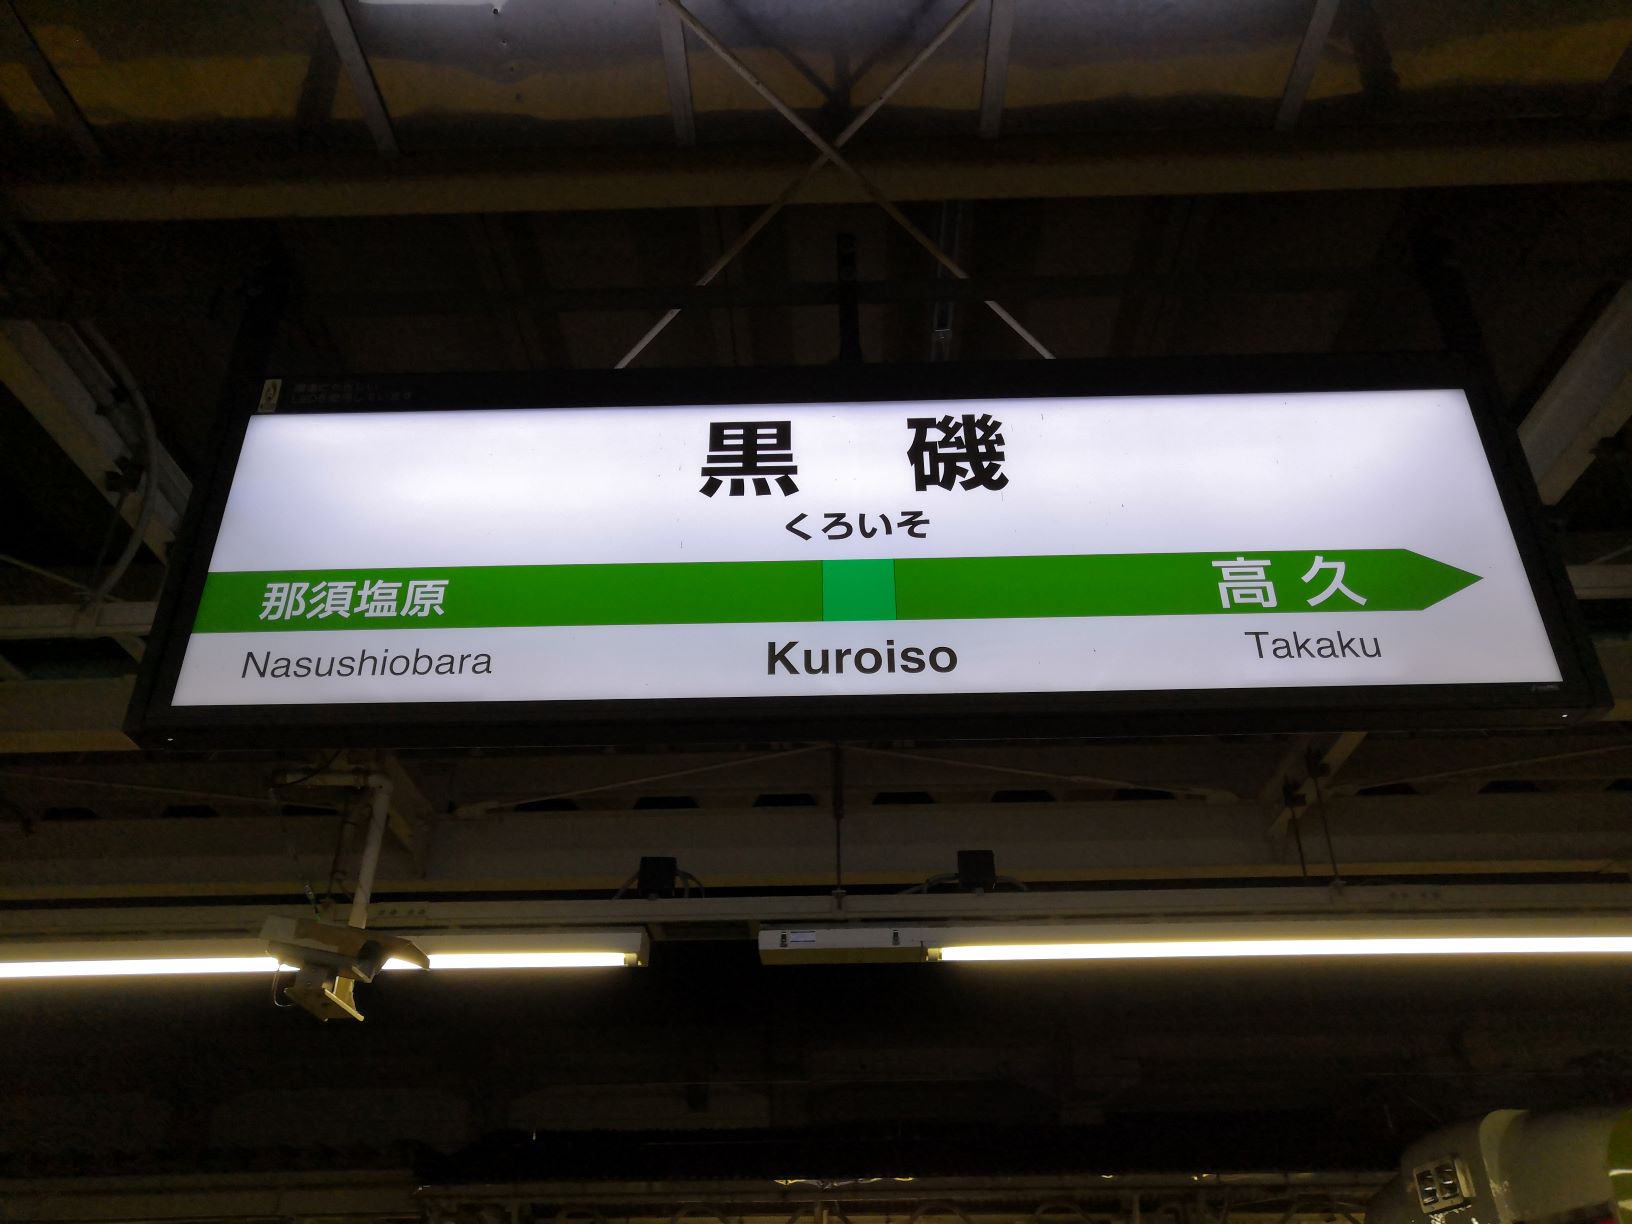 黒磯
くろいそ
那須塩原
高久
Nasushiobara
Kuroiso
Takaku